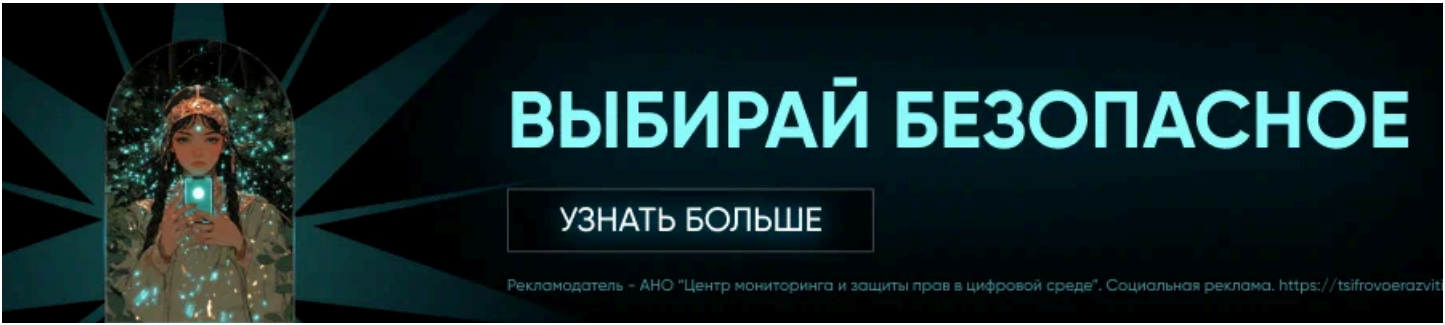 ВЫБИРАЙ БЕЗОПАСНОЕ
УЗНАТЬ БОЛЬШЕ
Рекламодатель - АНО "Центр мониторинга и защиты прав в цифровой среде". Социальная реклама. https://tsifrovoerazviti